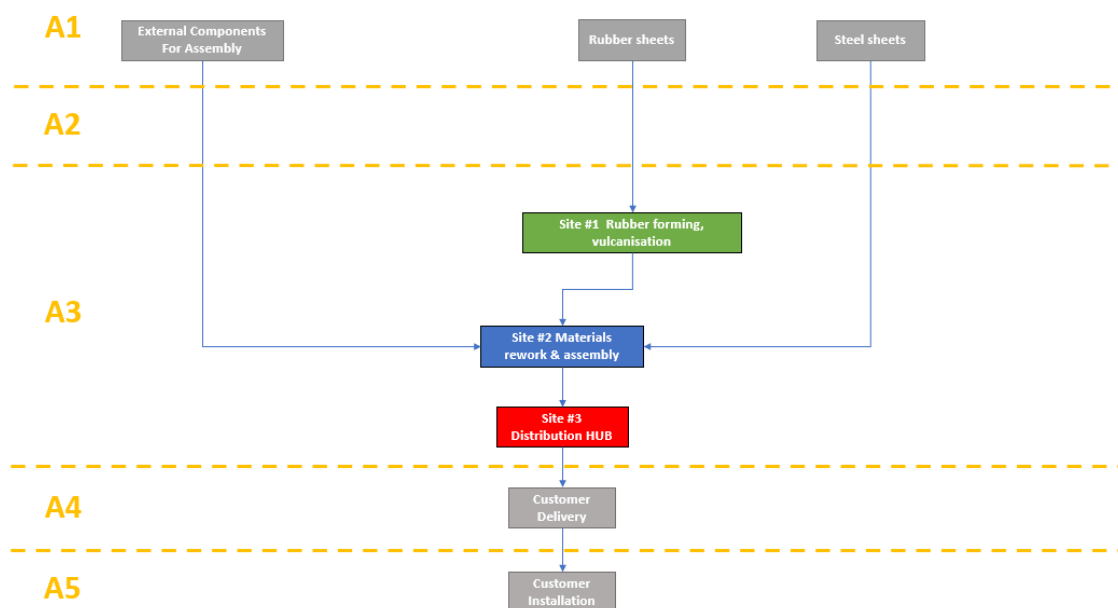 A1
External Components
For Assembly
Rubber sheets
Steel sheets
A2
Site #1 Rubber forming,
vulcanisation
A3
Site #2 Materials
rework & assembly
Site #3
Distribution HUB
A4
Customer
Delivery
A5
Customer
Installation